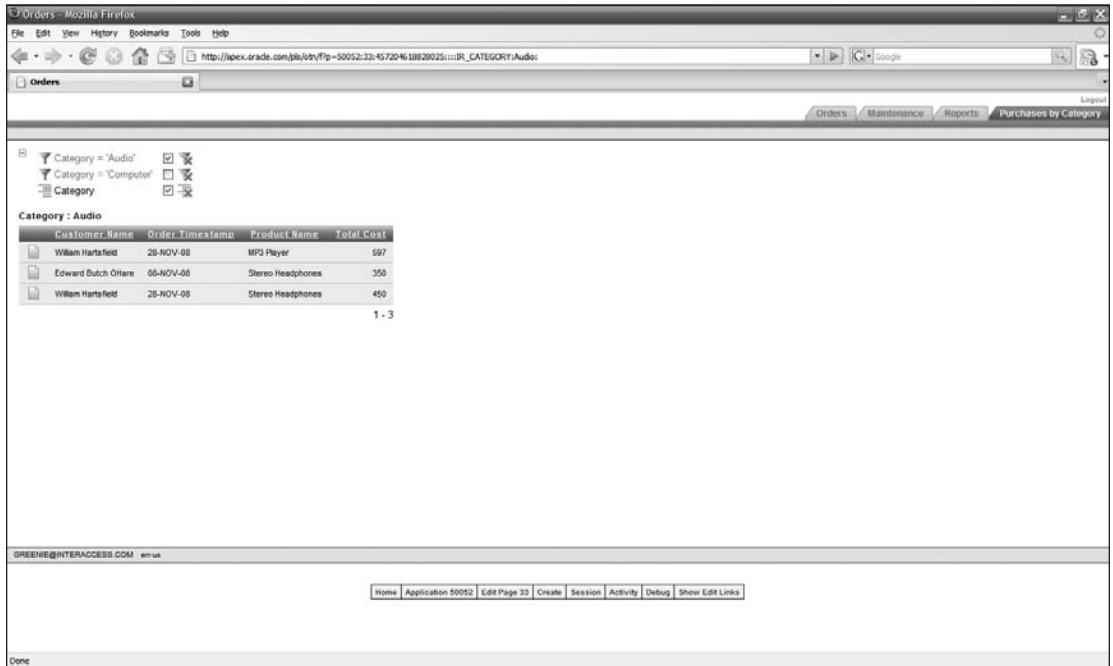 Orders - Mozilla Firefox
File Edit View History Bookmarks Tools Help
http://apex.oracle.com/pls/otn/f?p=50052:33:457204618828025::::IR_CATEGORY:Audio:
Google
Orders
Logout
Orders Maintenance Reports Purchases by Category
Category = 'Audio'
Category = 'Computer'
Category
Category : Audio
Customer Name Order Timestamp Product Name Total Cost
William Hartsfield 28-NOV-08 MP3 Player 597
Edward Butch OHare 08-NOV-08 Stereo Headphones 350
William Hartsfield 28-NOV-08 Stereo Headphones 450
1 - 3
GREENIE@INTERACCESS.COM en-us
Home Application 50052 Edit Page 33 Create Session Activity Debug Show Edit Links
Done